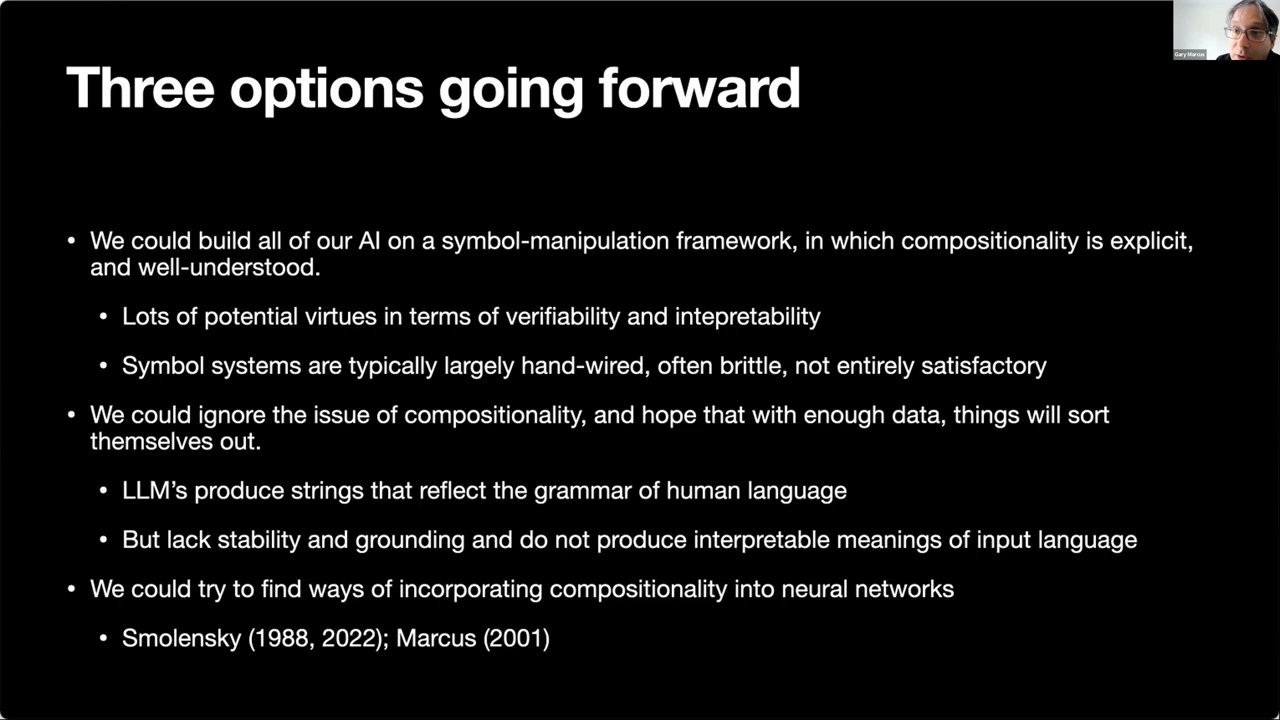 Gary Marcus
Three options going forward
• We could build all of our AI on a symbol-manipulation framework, in which compositionality is explicit,
and well-understood.
• Lots of potential virtues in terms of verifiability and intepretability
• Symbol systems are typically largely hand-wired, often brittle, not entirely satisfactory
• We could ignore the issue of compositionality, and hope that with enough data, things will sort
themselves out.
• LLM’s produce strings that reflect the grammar of human language
• But lack stability and grounding and do not produce interpretable meanings of input language
• We could try to find ways of incorporating compositionality into neural networks
• Smolensky (1988, 2022); Marcus (2001)